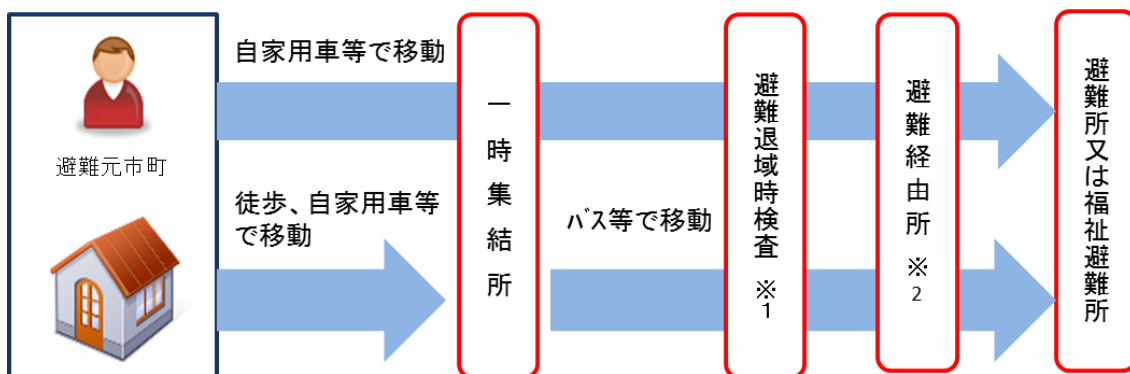 自家用車等で移動
避難元市町
徒歩、自家用車等
で移動
一時集結所
バス等で移動
避難退域時検査 ※1
避難経由所 ※2
避難所又は福祉避難所